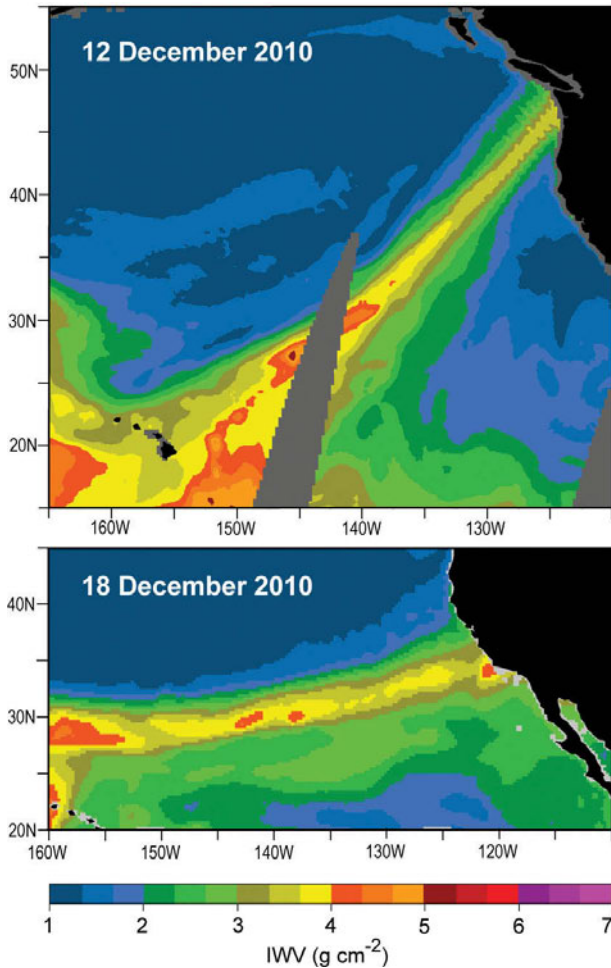 12 December 2010
50N
40N
30N
20N
160W 150W 140W 130W
18 December 2010
40N
30N
20N
160W 150W 140W 130W 120W
1 2 3 4 5 6 7
IWV (g cm⁻²)